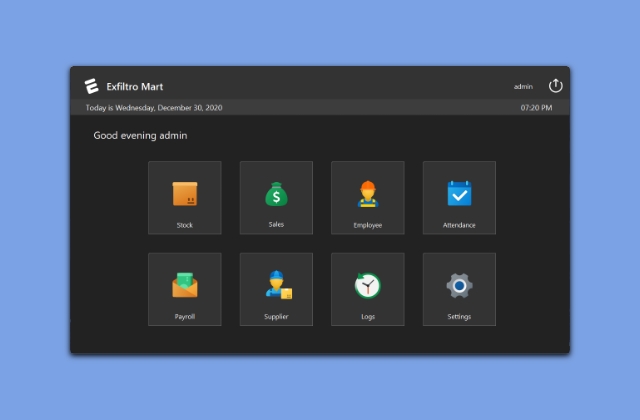 Exfiltro Mart
admin
Today is Wednesday, December 30, 2020
07:20 PM
Good evening admin
Stock
Sales
Employee
Attendance
Payroll
Supplier
Logs
Settings